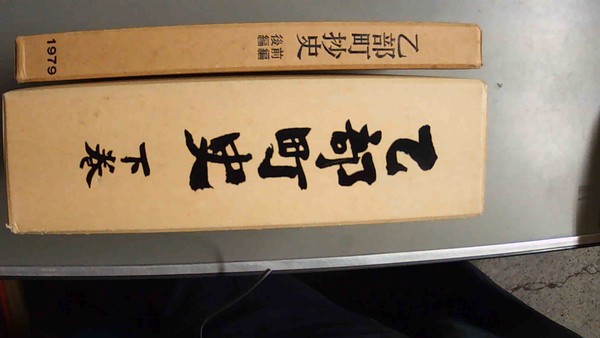 乙部町抄史
前編
後編
1979
乙部町史
下巻